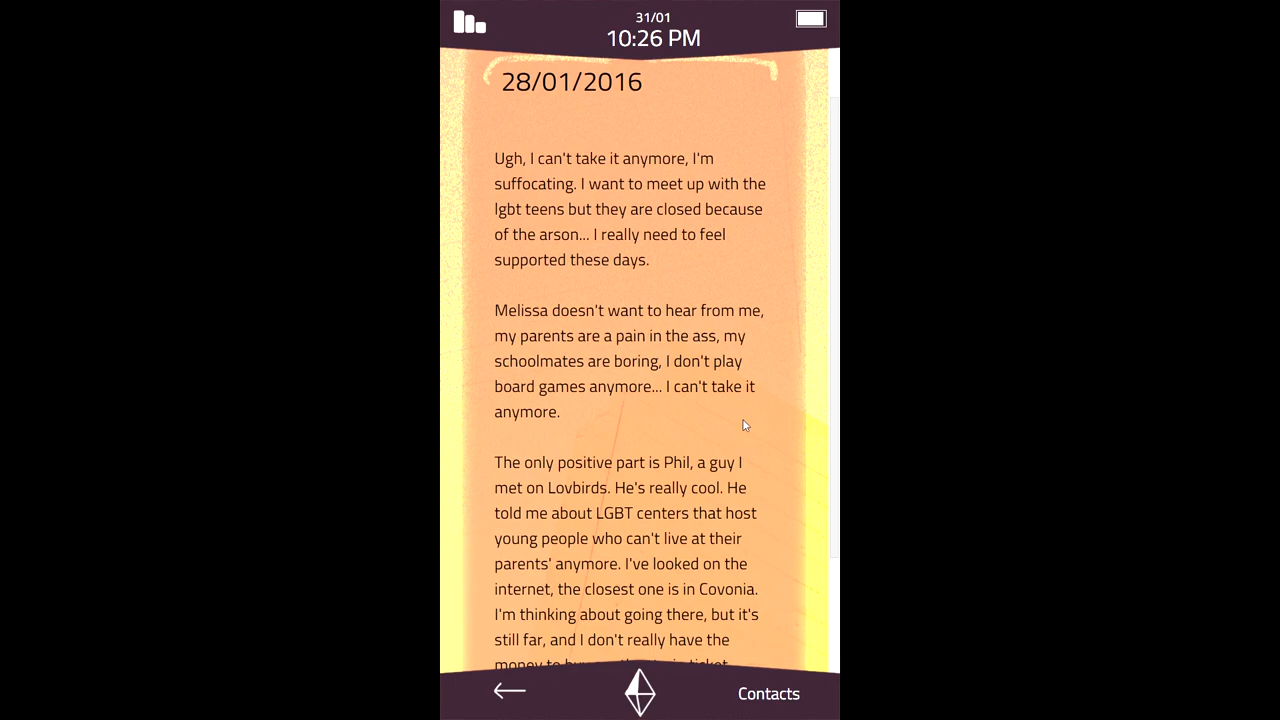 31/01
10:26 PM
28/01/2016
Ugh, I can't take it anymore, I'm
suffocating. I want to meet up with the
lgbt teens but they are closed because
of the arson... I really need to feel
supported these days.
Melissa doesn't want to hear from me,
my parents are a pain in the ass, my
schoolmates are boring, I don't play
board games anymore... I can't take it
anymore.
The only positive part is Phil, a guy I
met on Lovbirds. He's really cool. He
told me about LGBT centers that host
young people who can't live at their
parents' anymore. I've looked on the
internet, the closest one is in Covonia.
I'm thinking about going there, but it's
still far, and I don't really have the
money to train ticket
Contacts